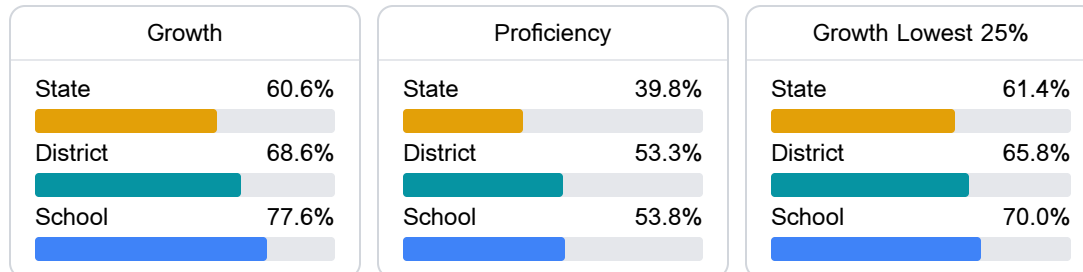 Growth
State 60.6%
District 68.6%
School 77.6%
Proficiency
State 39.8%
District 53.3%
School 53.8%
Growth Lowest 25%
State 61.4%
District 65.8%
School 70.0%